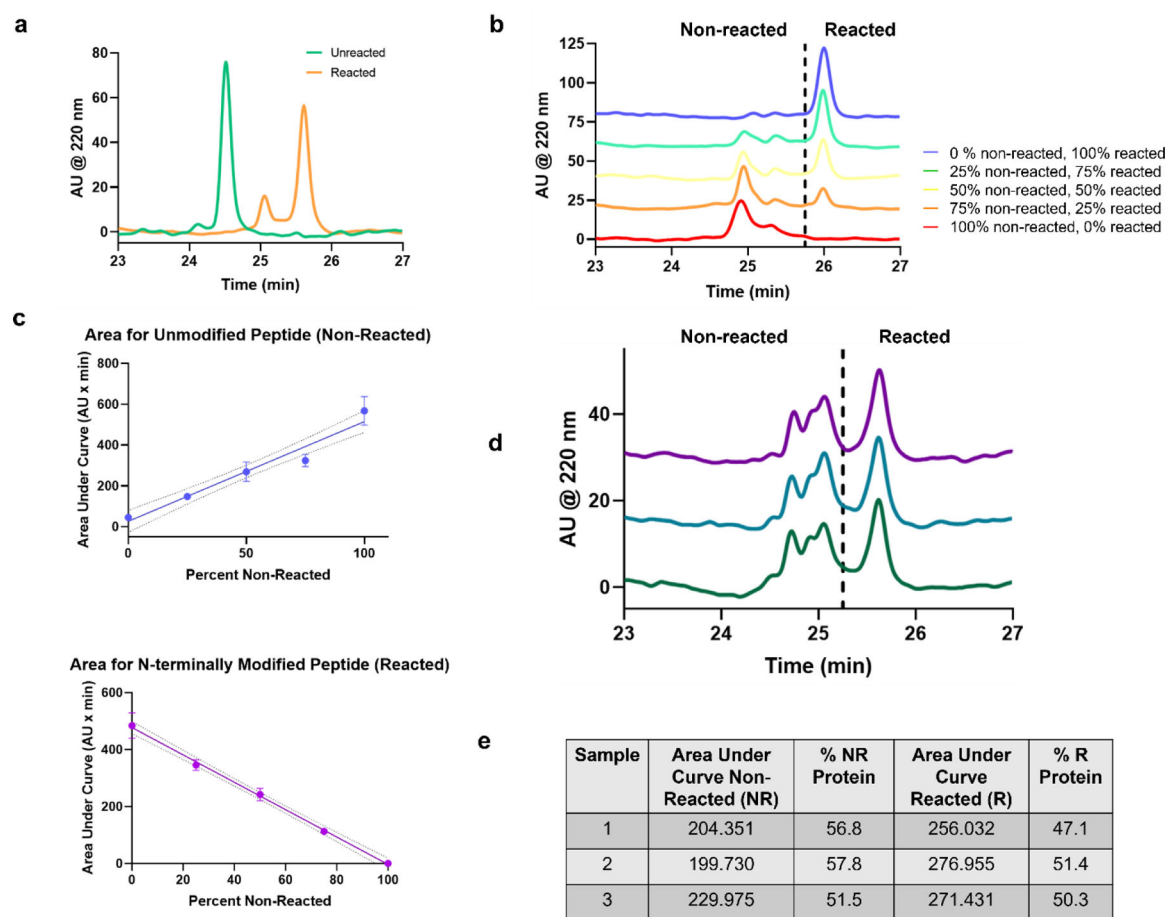 a
80
60
40
20
0
AU @ 220 nm
23 24 25 26 27
Time (min)
Unreacted
Reacted
b
Non-reacted Reacted
125
100
75
50
25
0
AU @ 220 nm
23 24 25 26 27
Time (min)
0 % non-reacted, 100% reacted
25% non-reacted, 75% reacted
50% non-reacted, 50% reacted
75% non-reacted, 25% reacted
100% non-reacted, 0% reacted
c
Area for Unmodified Peptide (Non-Reacted)
800
600
400
200
0
Area Under Curve (AU x min)
0 50 100
Percent Non-Reacted
Area for N-terminally Modified Peptide (Reacted)
600
400
200
0
Area Under Curve (AU x min)
0 20 40 60 80 100
Percent Non-Reacted
d
Non-reacted Reacted
40
20
0
AU @ 220 nm
23 24 25 26 27
Time (min)
e
Sample Area Under % NR Area Under % R
Curve Non- Protein Curve Protein
Reacted (NR) Reacted (R)
1 204.351 56.8 256.032 47.1
2 199.730 57.8 276.955 51.4
3 229.975 51.5 271.431 50.3